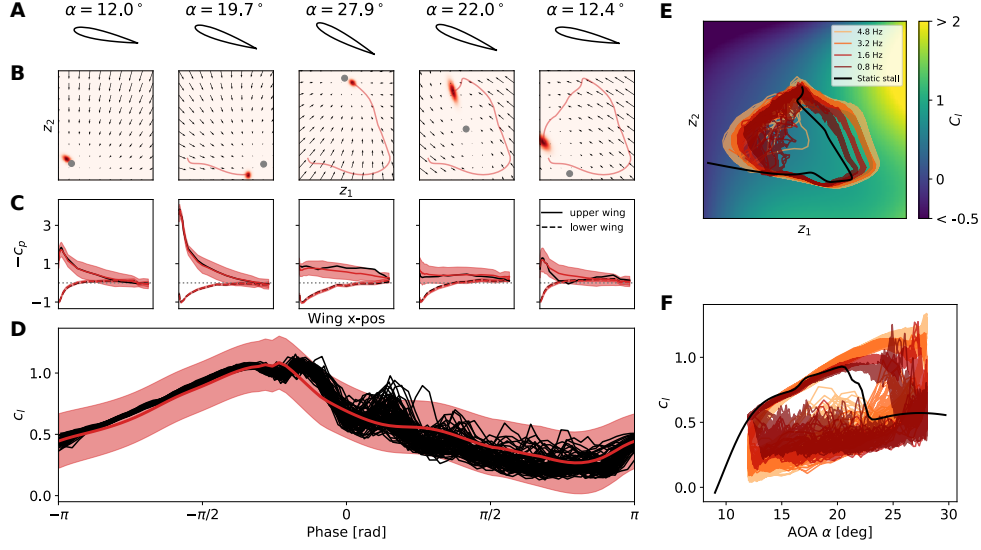 A
α = 12.0°
α = 19.7°
α = 27.9°
α = 22.0°
α = 12.4°
B
z₂
z₁
C
−cₚ
3
1
−1
upper wing
lower wing
Wing x-pos
D
cₗ
1.0
0.5
0.0
−π
−π/2
0
π/2
π
Phase [rad]
E
4.8 Hz
3.2 Hz
1.6 Hz
0.8 Hz
Static stall
z₂
z₁
> 2
1
0
< -0.5
Cₗ
F
cₗ
1.0
0.5
0.0
10
15
20
25
30
AOA α [deg]